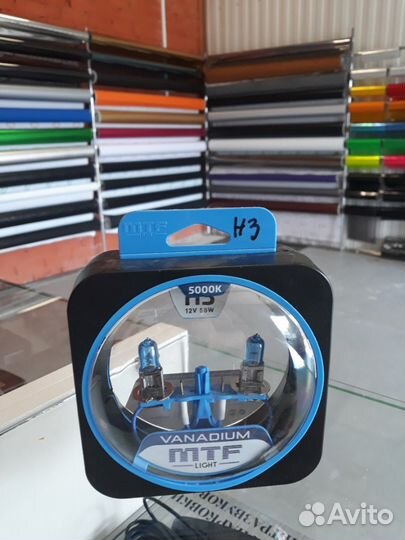 MTF
H3
5000K
H3
12V 55W
VANADIUM
MTF
LIGHT
Avito